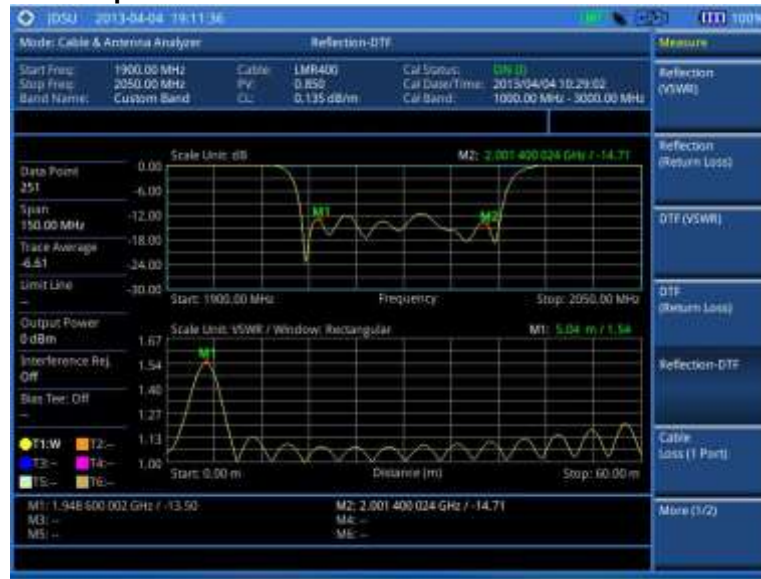 JDSU 2013-04-04 19:11:36
100%
Mode: Cable & Antenna Analyzer Reflection-DTF
Measure
Start Freq: 1900.00 MHz Cable: LMR400 Cal Status: ON
Stop Freq: 2050.00 MHz PV: 0.850 Cal Date/Time: 2013/04/04 10:29:02
Band Name: Custom Band CL: 0.135 dB/m Cal Band: 1000.00 MHz - 3000.00 MHz
Reflection
(VSWR)
Reflection
(Return Loss)
DTF (VSWR)
DTF
(Return Loss)
Reflection-DTF
Cable
Loss (1 Port)
More (1/2)
Data Point
251
Span
150.00 MHz
Trace Average
-6.61
Limit Line
--
Output Power
0 dBm
Interference Rej.
Off
Bias Tee: Off
--
T1:W T2:--
T3:-- T4:--
T5:-- T6:--
Scale Unit: dB M2: 2.001 400 024 GHz / -14.71
0.00
-6.00
-12.00
-18.00
-24.00
-30.00
M1 M2
Start: 1900.00 MHz Frequency Stop: 2050.00 MHz
Scale Unit: VSWR / Window: Rectangular M1: 5.04 m / 1.54
1.67
1.54
1.40
1.27
1.13
1.00
M1
Start: 0.00 m Distance (m) Stop: 60.00 m
M1: 1.948 600 002 GHz / -13.50 M2: 2.001 400 024 GHz / -14.71
M3: -- M4: --
M5: -- M6: --